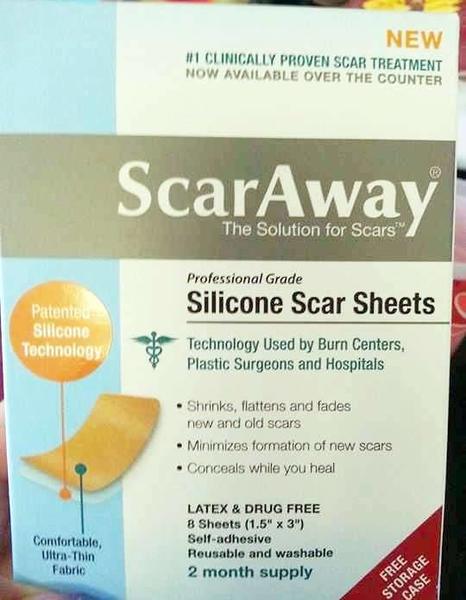 NEW
#1 CLINICALLY PROVEN SCAR TREATMENT
NOW AVAILABLE OVER THE COUNTER
ScarAway®
The Solution for Scars™
Professional Grade
Silicone Scar Sheets
Patented
Silicone
Technology
Technology Used by Burn Centers,
Plastic Surgeons and Hospitals
• Shrinks, flattens and fades
new and old scars
• Minimizes formation of new scars
• Conceals while you heal
LATEX & DRUG FREE
8 Sheets (1.5" x 3")
Self-adhesive
Reusable and washable
2 month supply
Comfortable,
Ultra-Thin
Fabric
FREE
STORAGE
CASE